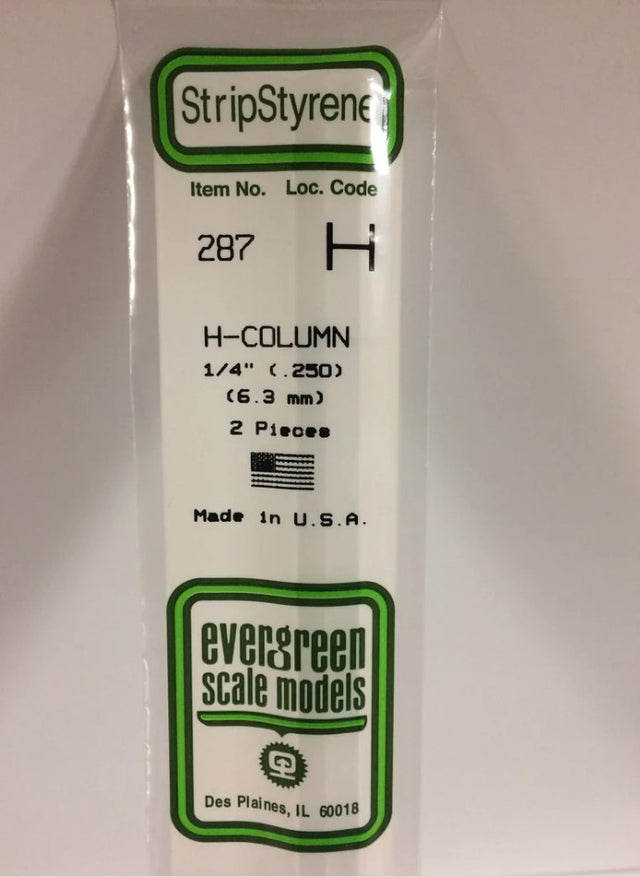 StripStyrene
Item No. Loc. Code
287 H
H-COLUMN
1/4" (.250)
(6.3 mm)
2 Pieces
Made in U.S.A.
evergreen
scale models
Des Plaines, IL 60018